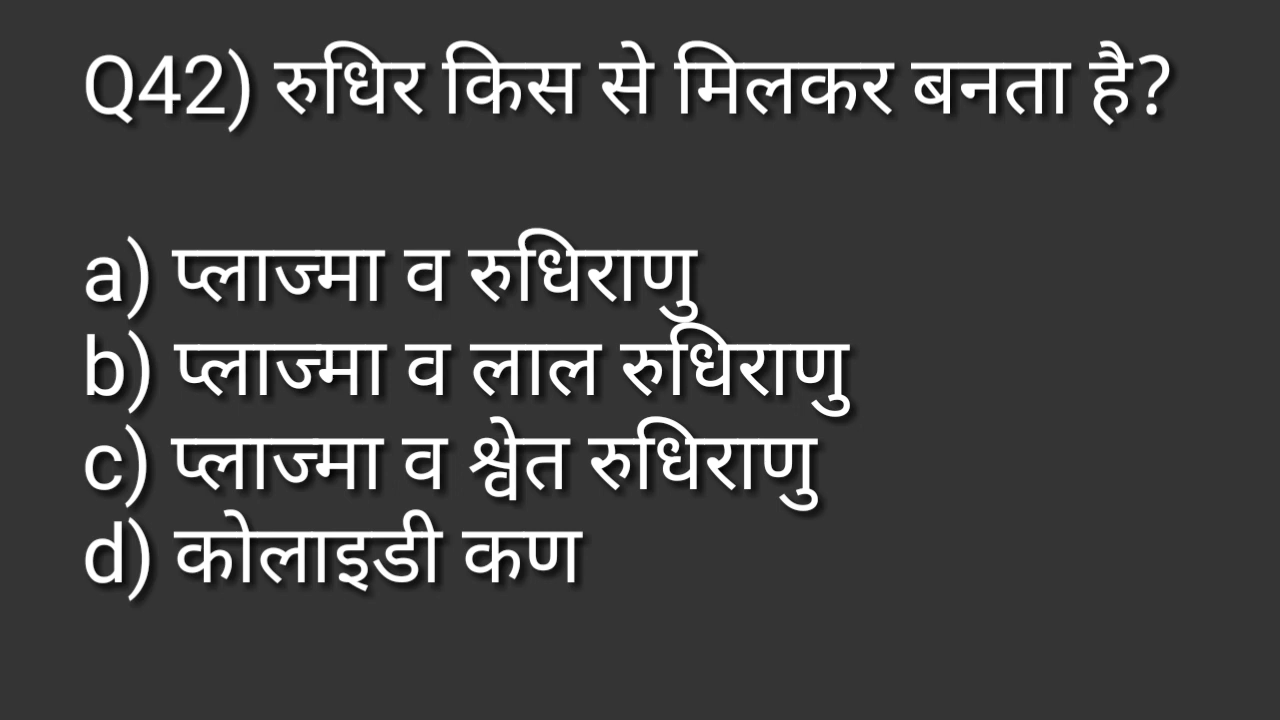 Q42) रुधिर किस से मिलकर बनता है?
a) प्लाज्मा व रुधिराणु
b) प्लाज्मा व लाल रुधिराणु
c) प्लाज्मा व श्वेत रुधिराणु
d) कोलाइडी कण